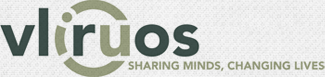 vliruos
SHARING MINDS, CHANGING LIVES